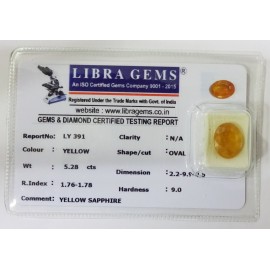 LIBRA GEMS
An ISO Certified Gems Company 9001 - 2015
(Registered Under the Trade Marks with Govt. of India)
website : www.libragems.co.in
GEMS & DIAMOND CERTIFIED TESTING REPORT
ReportNo: LY 391 Clarity : N/A
Colour : YELLOW Shape/cut : OVAL
Wt : 5.28 cts Dimension :
R.Index : 1.76-1.78 Hardness : 9.0
Comment : YELLOW SAPPHIRE